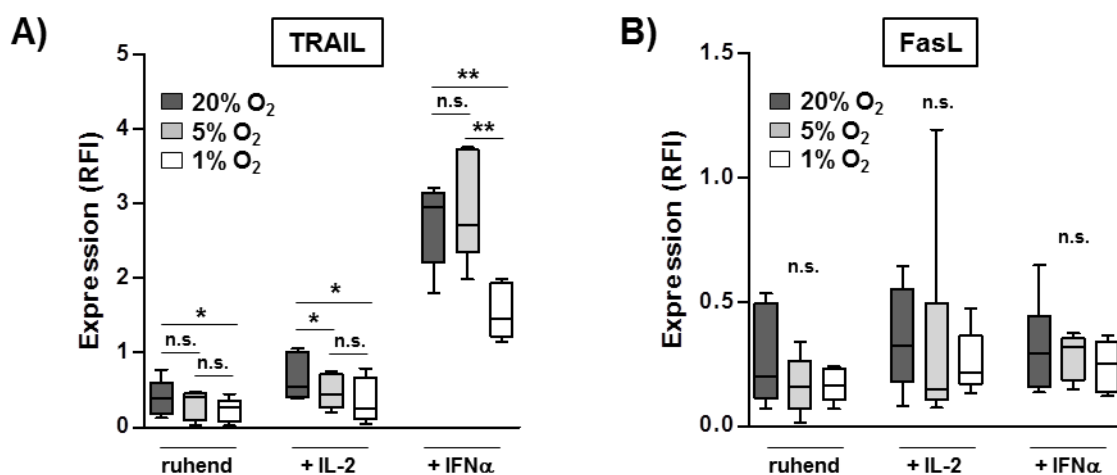 A)
TRAIL
Expression (RFI)
5
4
3
2
1
0
20% O₂
5% O₂
1% O₂
*
n.s.
n.s.
*
*
n.s.
**
n.s.
**
ruhend
+ IL-2
+ IFNα
B)
FasL
Expression (RFI)
1.5
1.0
0.5
0.0
20% O₂
5% O₂
1% O₂
n.s.
n.s.
n.s.
ruhend
+ IL-2
+ IFNα